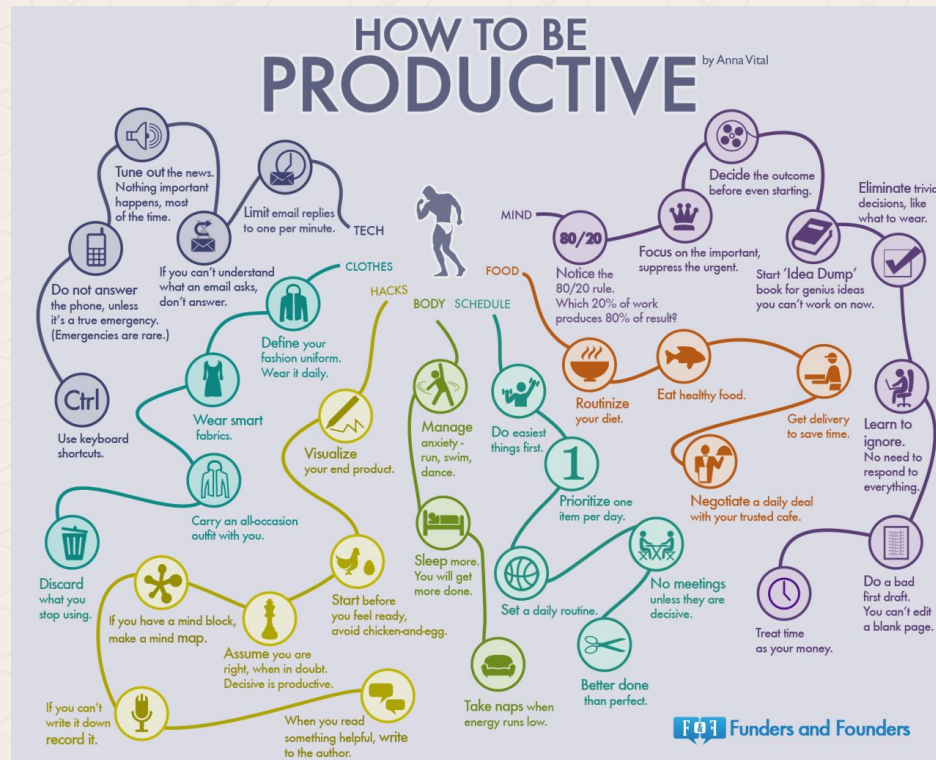 HOW TO BE
PRODUCTIVE
by Anna Vital
TECH
Limit email replies
to one per minute.
If you can't understand
what an email asks,
don't answer.
Tune out the news.
Nothing important
happens, most
of the time.
Do not answer
the phone, unless
it's a true emergency.
(Emergencies are rare.)
Ctrl
Use keyboard
shortcuts.
CLOTHES
Define your
fashion uniform.
Wear it daily.
Wear smart
fabrics.
Carry an all-occasion
outfit with you.
Discard
what you
stop using.
HACKS
Visualize
your end product.
Start before
you feel ready,
avoid chicken-and-egg.
Assume you are
right, when in doubt.
Decisive is productive.
If you have a mind block,
make a mind map.
If you can't
write it down
record it.
When you read
something helpful, write
to the author.
BODY
Manage
anxiety -
run, swim,
dance.
Sleep more.
You will get
more done.
Take naps when
energy runs low.
SCHEDULE
Do easiest
things first.
1
Prioritize one
item per day.
Set a daily routine.
No meetings
unless they are
decisive.
Better done
than perfect.
FOOD
Routinize
your diet.
Eat healthy food.
Get delivery
to save time.
Negotiate a daily deal
with your trusted cafe.
MIND
80/20
Notice the
80/20 rule.
Which 20% of work
produces 80% of result?
Focus on the important,
suppress the urgent.
Decide the outcome
before even starting.
Start 'Idea Dump'
book for genius ideas
you can't work on now.
Eliminate
decisions, like
what to wear.
Learn to
ignore.
No need to
respond to
everything.
Do a bad
first draft.
You can't edit
a blank page.
Treat time
as your money.
F&F Funders and Founders